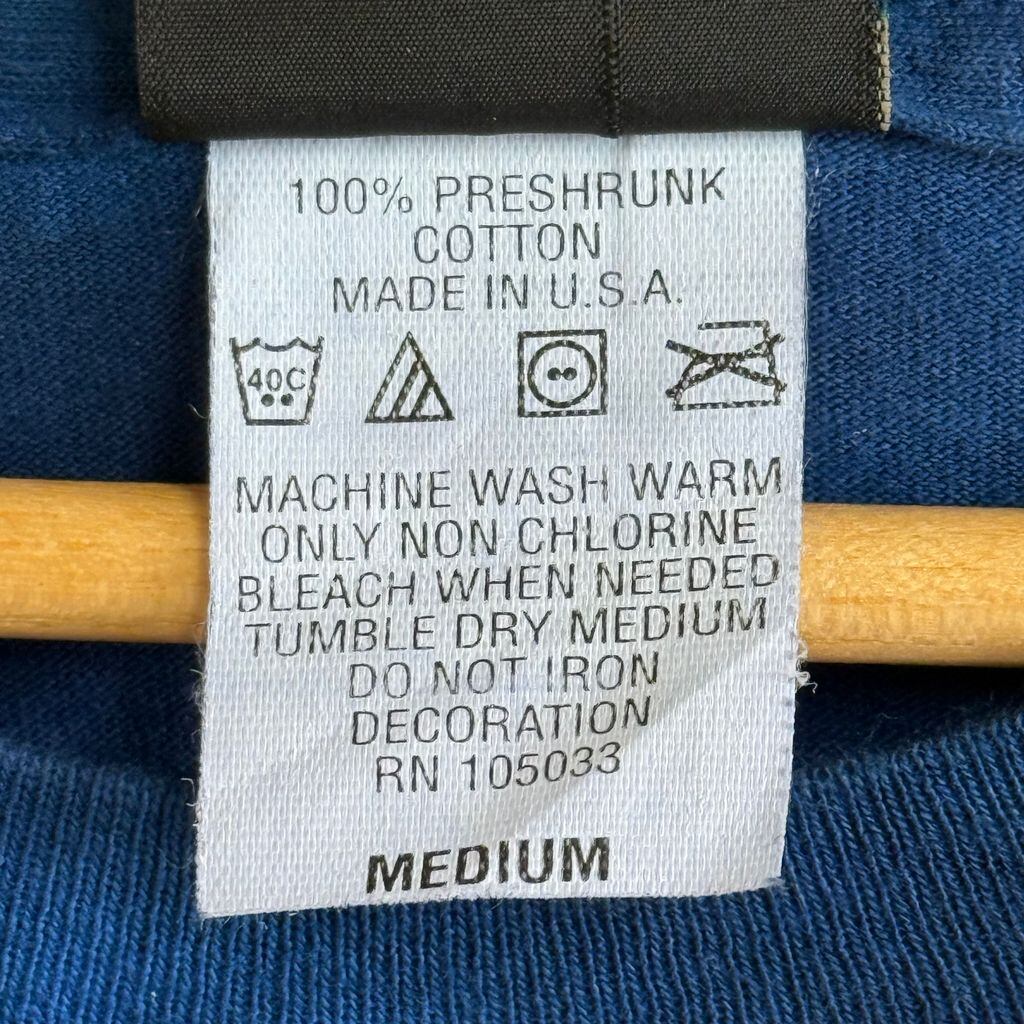 100% PRESHRUNK
COTTON
MADE IN U.S.A.
40C
MACHINE WASH WARM
ONLY NON CHLORINE
BLEACH WHEN NEEDED
TUMBLE DRY MEDIUM
DO NOT IRON
DECORATION
RN 105033
MEDIUM